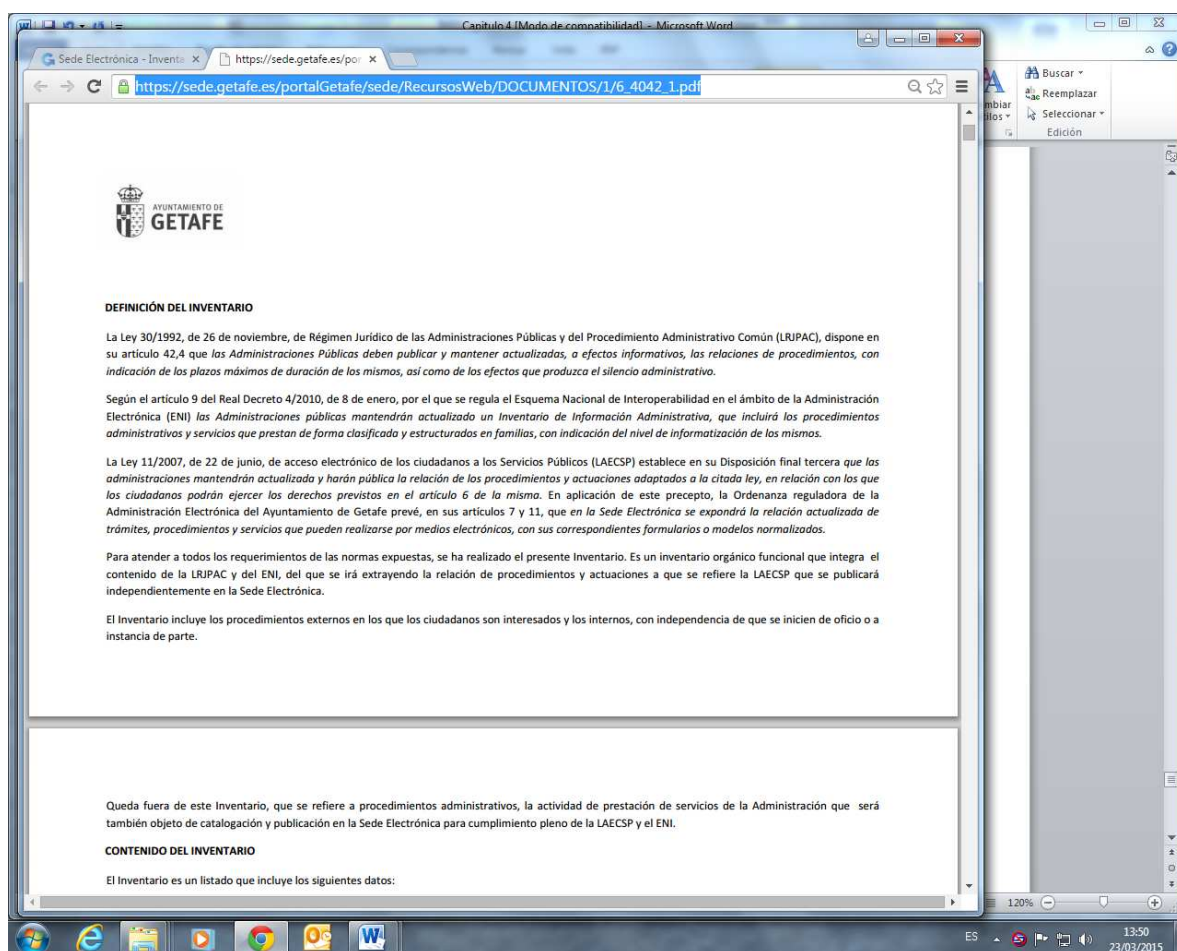 Capitulo 4 [Modo de compatibilidad] - Microsoft Word
Sede Electrónica - Inventa
https://sede.getafe.es/por
https://sede.getafe.es/portalGetafe/sede/RecursosWeb/DOCUMENTOS/1/6_4042_1.pdf
Buscar
Reemplazar
Seleccionar
Edición
AYUNTAMIENTO DE
GETAFE
DEFINICIÓN DEL INVENTARIO
La Ley 30/1992, de 26 de noviembre, de Régimen Jurídico de las Administraciones Públicas y del Procedimiento Administrativo Común (LRJPAC), dispone en
su artículo 42,4 que las Administraciones Públicas deben publicar y mantener actualizadas, a efectos informativos, las relaciones de procedimientos, con
indicación de los plazos máximos de duración de los mismos, así como de los efectos que produzca el silencio administrativo.
Según el artículo 9 del Real Decreto 4/2010, de 8 de enero, por el que se regula el Esquema Nacional de Interoperabilidad en el ámbito de la Administración
Electrónica (ENI) las Administraciones públicas mantendrán actualizado un Inventario de Información Administrativa, que incluirá los procedimientos
administrativos y servicios que prestan de forma clasificada y estructurados en familias, con indicación del nivel de informatización de los mismos.
La Ley 11/2007, de 22 de junio, de acceso electrónico de los ciudadanos a los Servicios Públicos (LAECSP) establece en su Disposición final tercera que las
administraciones mantendrán actualizada y harán pública la relación de los procedimientos y actuaciones adaptados a la citada ley, en relación con los que
los ciudadanos podrán ejercer los derechos previstos en el artículo 6 de la misma. En aplicación de este precepto, la Ordenanza reguladora de la
Administración Electrónica del Ayuntamiento de Getafe prevé, en sus artículos 7 y 11, que en la Sede Electrónica se expondrá la relación actualizada de
trámites, procedimientos y servicios que pueden realizarse por medios electrónicos, con sus correspondientes formularios o modelos normalizados.
Para atender a todos los requerimientos de las normas expuestas, se ha realizado el presente Inventario. Es un inventario orgánico funcional que integra el
contenido de la LRJPAC y del ENI, del que se irá extrayendo la relación de procedimientos y actuaciones a que se refiere la LAECSP que se publicará
independientemente en la Sede Electrónica.
El Inventario incluye los procedimientos externos en los que los ciudadanos son interesados y los internos, con independencia de que se inicien de oficio o a
instancia de parte.
Queda fuera de este Inventario, que se refiere a procedimientos administrativos, la actividad de prestación de servicios de la Administración que será
también objeto de catalogación y publicación en la Sede Electrónica para cumplimiento pleno de la LAECSP y el ENI.
CONTENIDO DEL INVENTARIO
El Inventario es un listado que incluye los siguientes datos:
120%
ES
13:50
23/03/2015